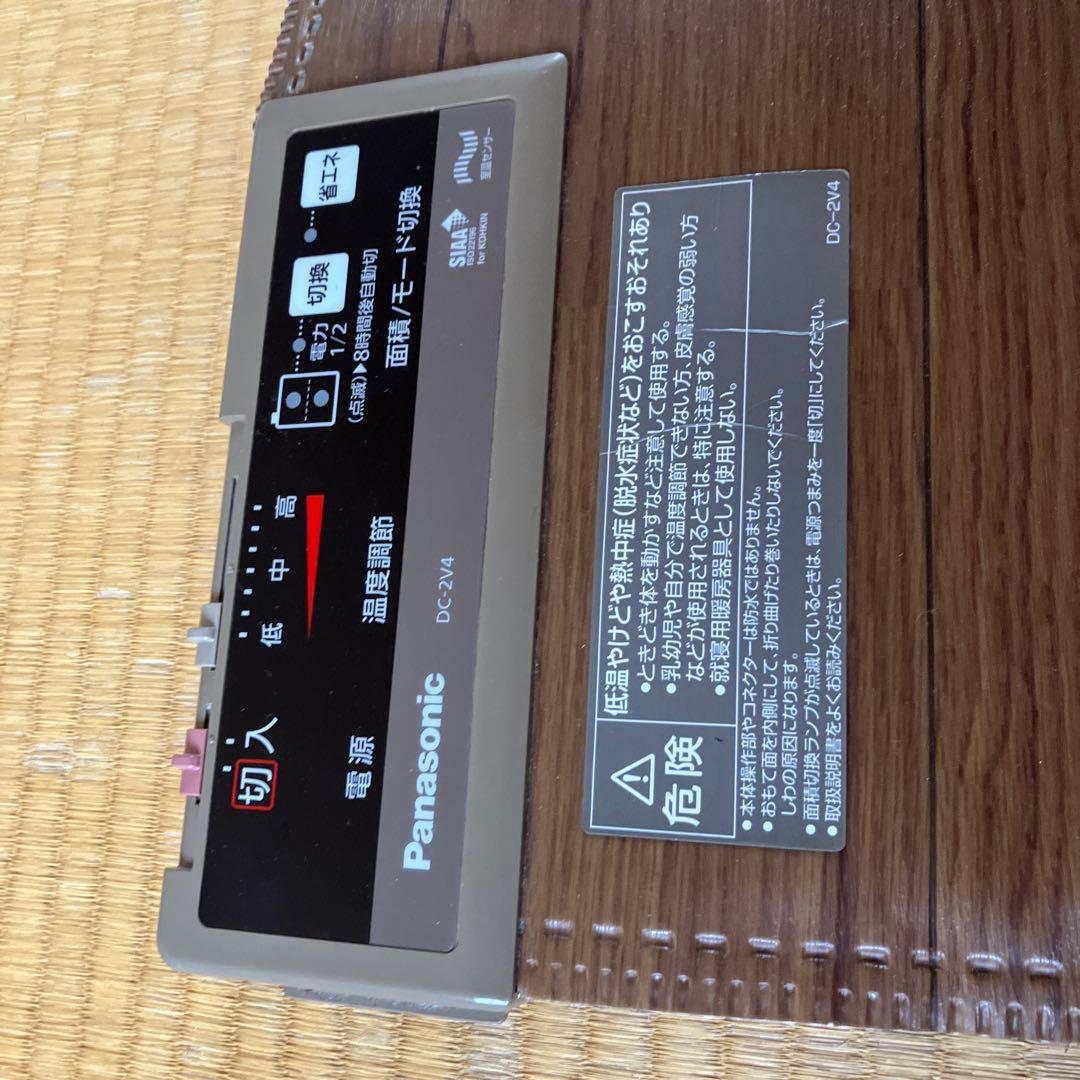 切 入
低 中 高
電力
1/2
切換
省エネ
(点滅)▶8時間後自動切
電源
温度調節
面積/モード切換
Panasonic
DC-2V4
SIAA
ISO22196
for KOHKIN
室温センサー
危険
低温やけどや熱中症(脱水症状など)をおこすおそれあり
●ときどき体を動かすなど注意して使用する。
●乳幼児や自分で温度調節できない方、皮膚感覚の弱い方
などが使用されるときは、特に注意する。
●就寝用暖房器具として使用しない。
●本体操作部やコネクターは防水ではありません。
●おもて面を内側にして、折り曲げたり巻いたりしないでください。
しわの原因になります。
●面積切換ランプが点滅しているときは、電源つまみを一度「切」にしてください。
●取扱説明書をよくお読みください。
DC-2V4